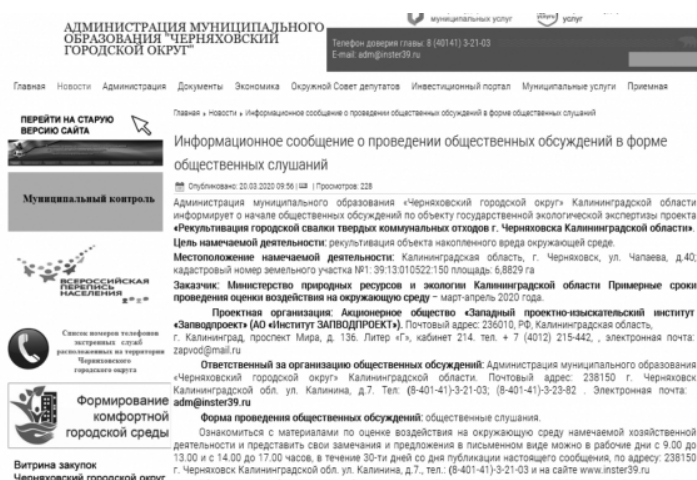 муниципальных услуг
услуг
АДМИНИСТРАЦИЯ МУНИЦИПАЛЬНОГО
ОБРАЗОВАНИЯ "ЧЕРНЯХОВСКИЙ
ГОРОДСКОЙ ОКРУГ"
Телефон доверия главы: 8 (40141) 3-21-03
E-mail: adm@inster39.ru
Главная Новости Администрация Документы Экономика Окружной Совет депутатов Инвестиционный портал Муниципальные услуги Приемная
ПЕРЕЙТИ НА СТАРУЮ
ВЕРСИЮ САЙТА
Муниципальный контроль
ВСЕРОССИЙСКАЯ
ПЕРЕПИСЬ
НАСЕЛЕНИЯ
Список номеров телефонов
экстренных служб
расположенных на территории
Черняховского
городского округа
Формирование
комфортной
городской среды
Витрина закупок
Черняховский городской округ
Главная › Новости › Информационное сообщение о проведении общественных обсуждений в форме общественных слушаний
Информационное сообщение о проведении общественных обсуждений в форме
общественных слушаний
Опубликовано: 20.03.2020 09:56 | | Просмотров: 228
Администрация муниципального образования «Черняховский городской округ» Калининградской области
информирует о начале общественных обсуждений по объекту государственной экологической экспертизы проекта
«Рекультивация городской свалки твердых коммунальных отходов г. Черняховска Калининградской области».
Цель намечаемой деятельности: рекультивация объекта накопленного вреда окружающей среде.
Местоположение намечаемой деятельности: Калининградская область, г. Черняховск, ул. Чапаева, д.40;
кадастровый номер земельного участка №1: 39:13:010522:150 площадь: 6,8829 га
Заказчик: Министерство природных ресурсов и экологии Калининградской области Примерные сроки
проведения оценки воздействия на окружающую среду – март-апрель 2020 года.
Проектная организация: Акционерное общество «Западный проектно-изыскательский институт
«Запводпроект» (АО «Институт ЗАПВОДПРОЕКТ»). Почтовый адрес: 236010, РФ, Калининградская область,
г. Калининград, проспект Мира, д. 136. Литер «Г», кабинет 214. тел. + 7 (4012) 215-442, , электронная почта:
zapvod@mail.ru
Ответственный за организацию общественных обсуждений: Администрация муниципального образования
«Черняховский городской округ» Калининградской области. Почтовый адрес: 238150 г. Черняховск
Калининградской обл. ул. Калинина, д.7. Тел: (8-401-41)-3-21-03; (8-401-41)-3-23-82 . Электронная почта:
adm@inster39.ru
Форма проведения общественных обсуждений: общественные слушания.
Ознакомиться с материалами по оценке воздействия на окружающую среду намечаемой хозяйственной
деятельности и представить свои замечания и предложения в письменном виде можно в рабочие дни с 9.00 до
13.00 и с 14.00 до 17.00 часов, в течение 30-ти дней со дня публикации настоящего сообщения, по адресу: 238150
г. Черняховск Калининградской обл. ул. Калинина, д.7., тел.: (8-401-41)-3-21-03 и на сайте www.inster39.ru